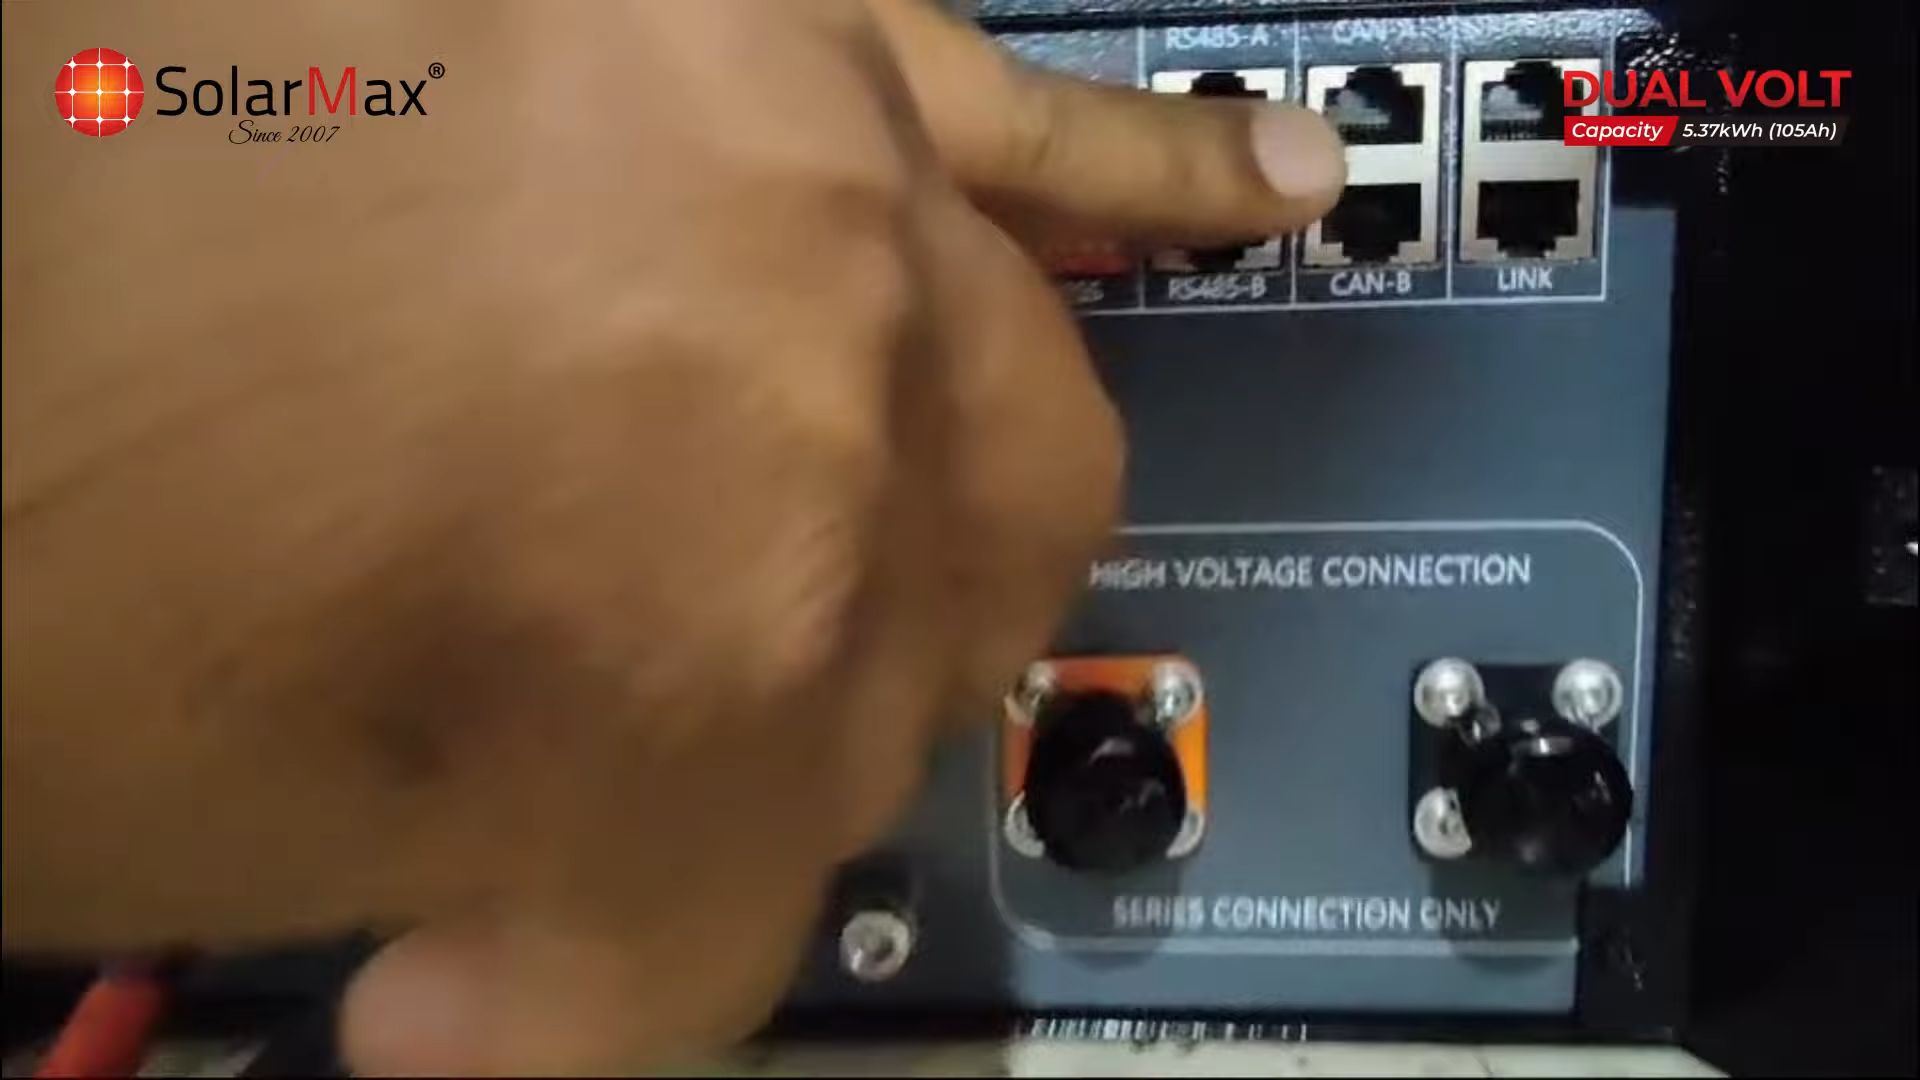 SolarMax®
Since 2007
DUAL VOLT
Capacity 5.37kWh (105Ah)
RS485-A CAN-A
RS485-B CAN-B LINK
HIGH VOLTAGE CONNECTION
SERIES CONNECTION ONLY